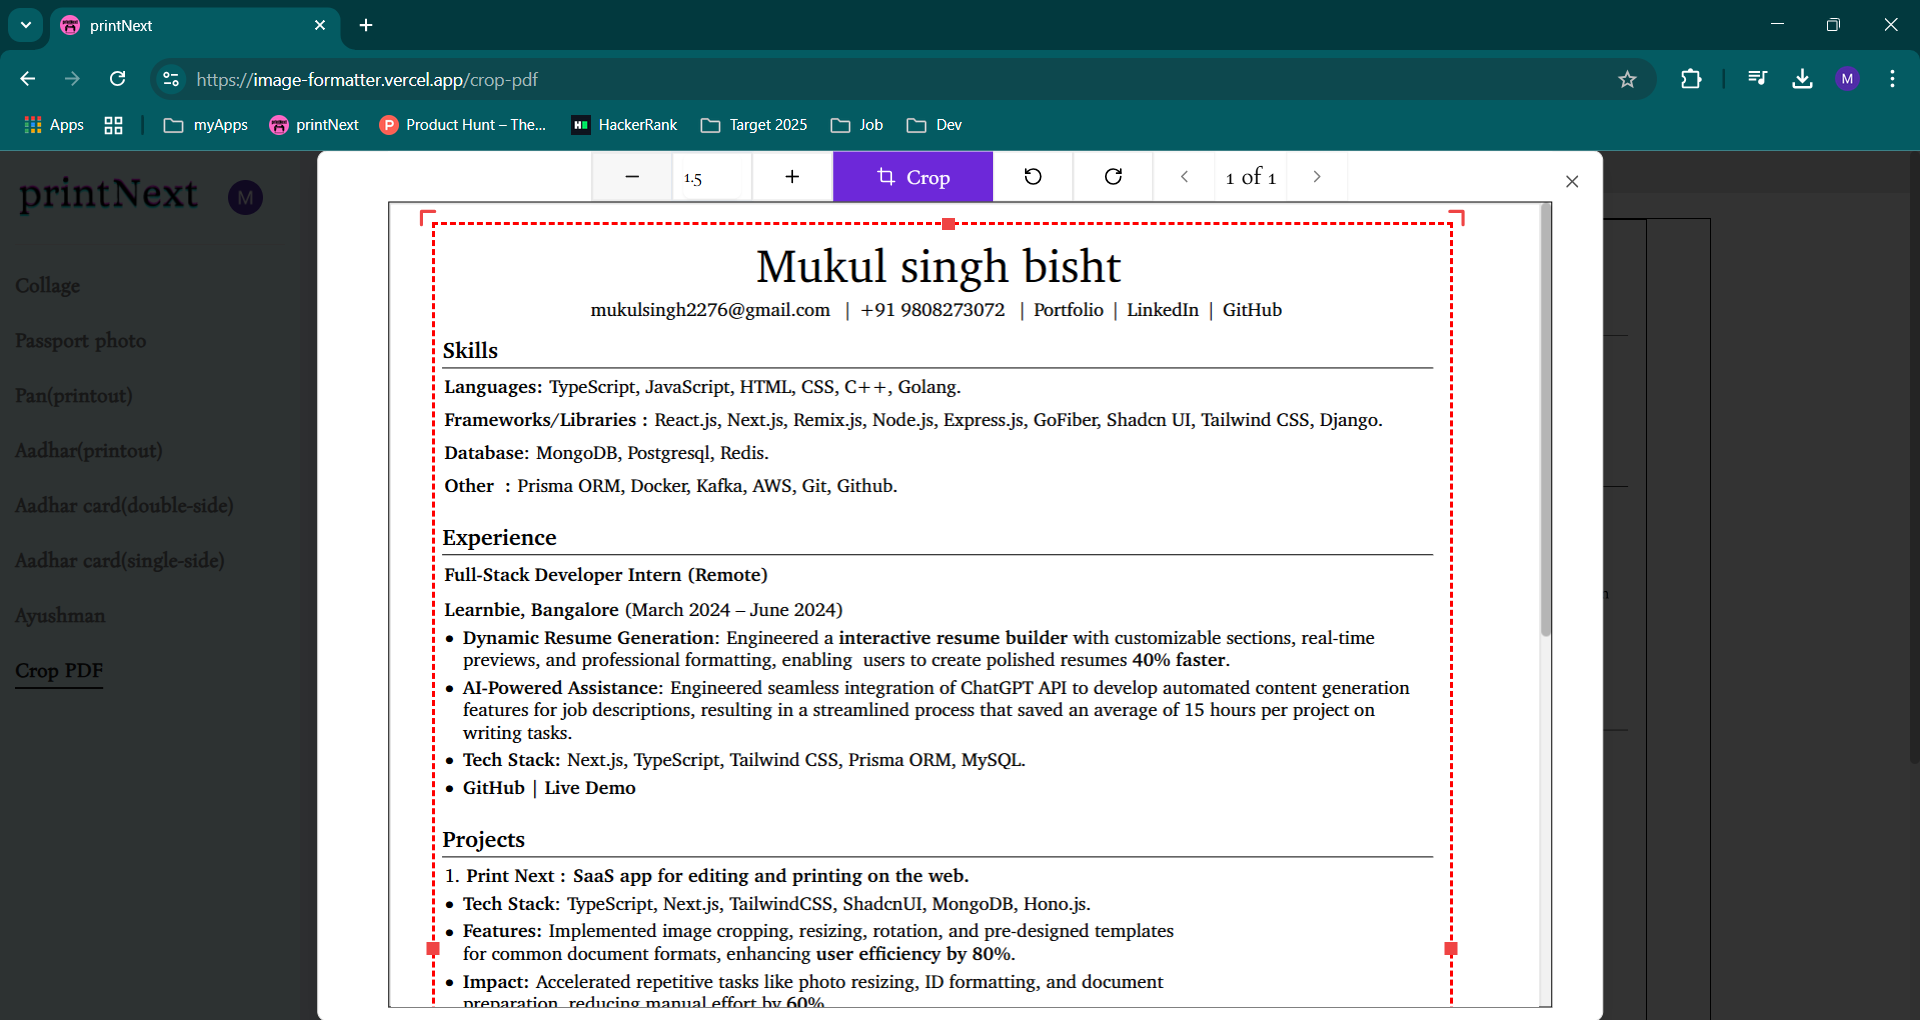 printNext
https://image-formatter.vercel.app/crop-pdf
M
Apps
myApps
printNext
Product Hunt – The...
HackerRank
Target 2025
Job
Dev
printNext
M
Collage
Passport photo
Pan(printout)
Aadhar(printout)
Aadhar card(double-side)
Aadhar card(single-side)
Ayushman
Crop PDF
1.5
Crop
1 of 1
Mukul singh bisht
mukulsingh2276@gmail.com | +91 9808273072 | Portfolio | LinkedIn | GitHub
Skills
Languages: TypeScript, JavaScript, HTML, CSS, C++, Golang.
Frameworks/Libraries : React.js, Next.js, Remix.js, Node.js, Express.js, GoFiber, Shadcn UI, Tailwind CSS, Django.
Database: MongoDB, Postgresql, Redis.
Other : Prisma ORM, Docker, Kafka, AWS, Git, Github.
Experience
Full-Stack Developer Intern (Remote)
Learnbie, Bangalore (March 2024 – June 2024)
• Dynamic Resume Generation: Engineered a interactive resume builder with customizable sections, real-time
previews, and professional formatting, enabling users to create polished resumes 40% faster.
• AI-Powered Assistance: Engineered seamless integration of ChatGPT API to develop automated content generation
features for job descriptions, resulting in a streamlined process that saved an average of 15 hours per project on
writing tasks.
• Tech Stack: Next.js, TypeScript, Tailwind CSS, Prisma ORM, MySQL.
• GitHub | Live Demo
Projects
1. Print Next : SaaS app for editing and printing on the web.
• Tech Stack: TypeScript, Next.js, TailwindCSS, ShadcnUI, MongoDB, Hono.js.
• Features: Implemented image cropping, resizing, rotation, and pre-designed templates
for common document formats, enhancing user efficiency by 80%.
• Impact: Accelerated repetitive tasks like photo resizing, ID formatting, and document
preparation, reducing manual effort by 60%